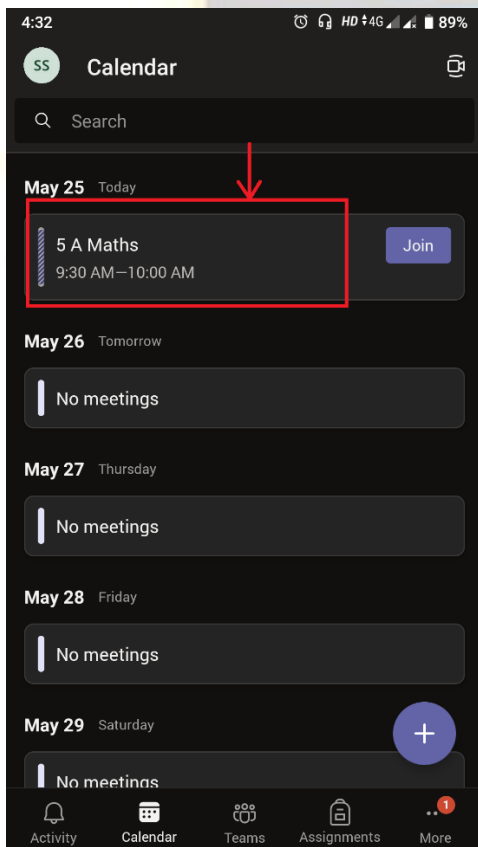 4:32 HD 4G 89%
SS Calendar
Search
May 25 Today
5 A Maths
Join
9:30 AM—10:00 AM
May 26 Tomorrow
No meetings
May 27 Thursday
No meetings
May 28 Friday
No meetings
May 29 Saturday
No meetings
+
1
Activity Calendar Teams Assignments More